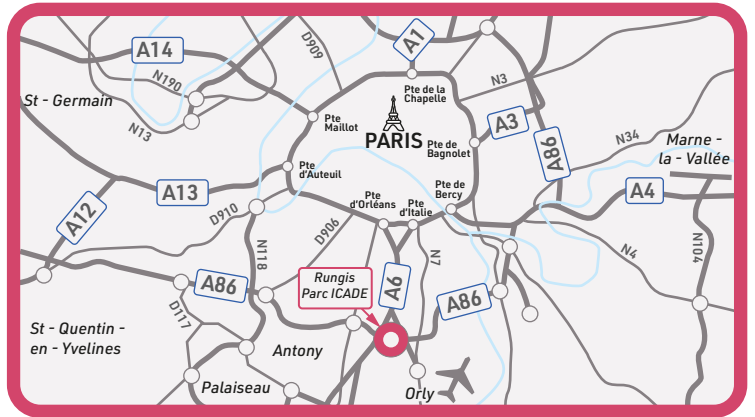 D909
A1
A14
N190
Pte de la
Chapelle
N3
St - Germain
N13
Pte
Maillot
PARIS
A3
A86
N34
Pte de
Bagnolet
Marne -
la - Vallée
Pte
d'Auteuil
A13
Pte de
Bercy
A4
A12
D910
Pte
d'Orléans
Pte
d'Italie
D906
N118
N7
N4
N104
A86
Rungis
Parc ICADE
A6
A86
D117
St - Quentin -
en - Yvelines
Antony
Palaiseau
Orly